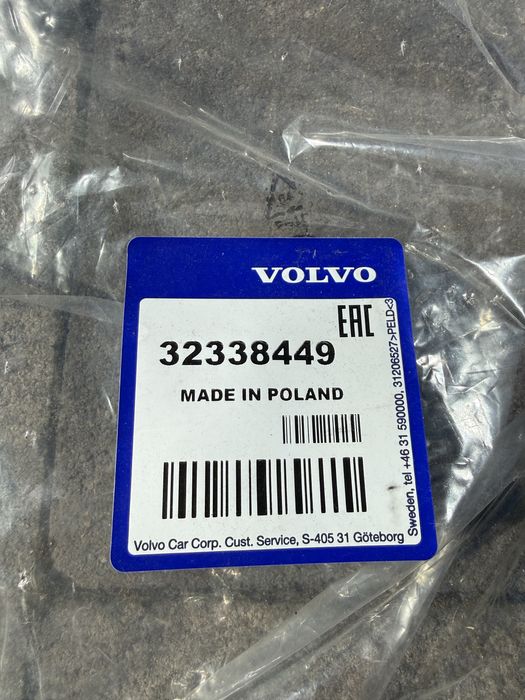 VOLVO
EAC
32338449
MADE IN POLAND
Volvo Car Corp. Cust. Service, S-405 31 Göteborg
Sweden, tel +46 31 590000, 31206527>PELD<3